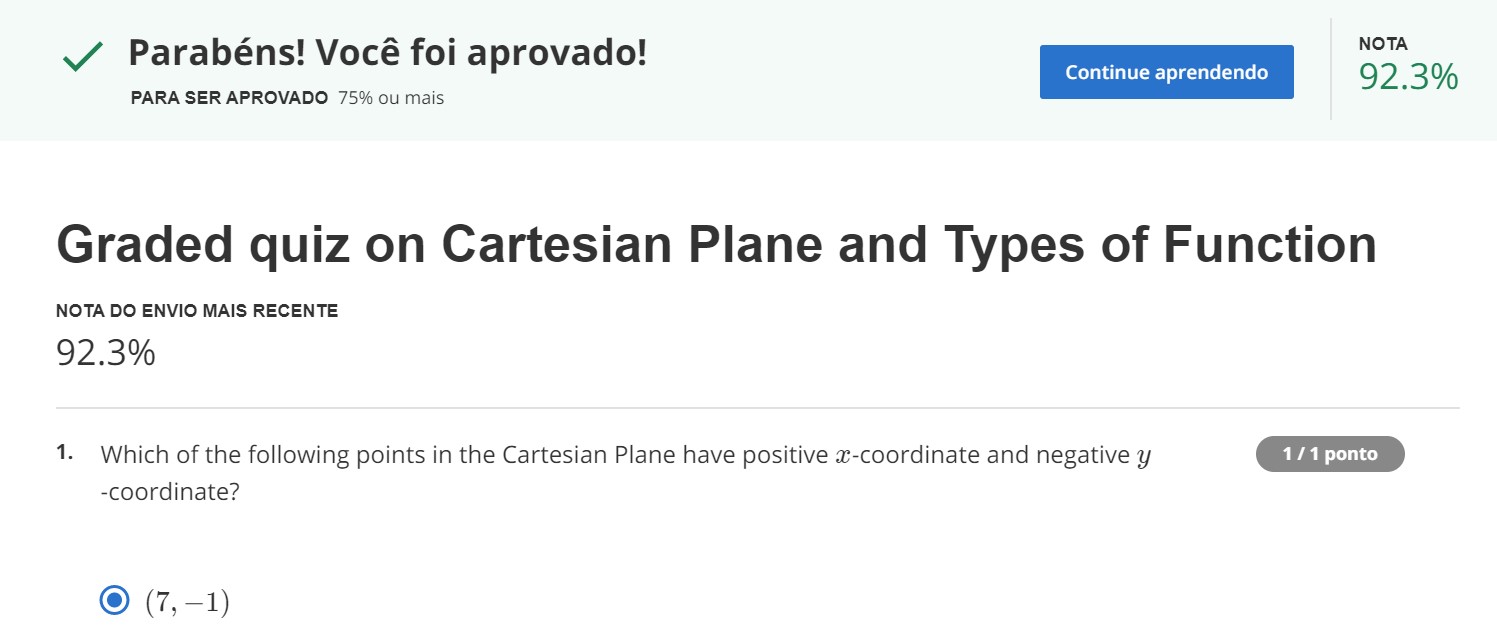 Parabéns! Você foi aprovado!
PARA SER APROVADO 75% ou mais
Continue aprendendo
NOTA
92.3%
Graded quiz on Cartesian Plane and Types of Function
NOTA DO ENVIO MAIS RECENTE
92.3%
1. Which of the following points in the Cartesian Plane have positive x-coordinate and negative y
-coordinate?
1 / 1 ponto
(7, −1)